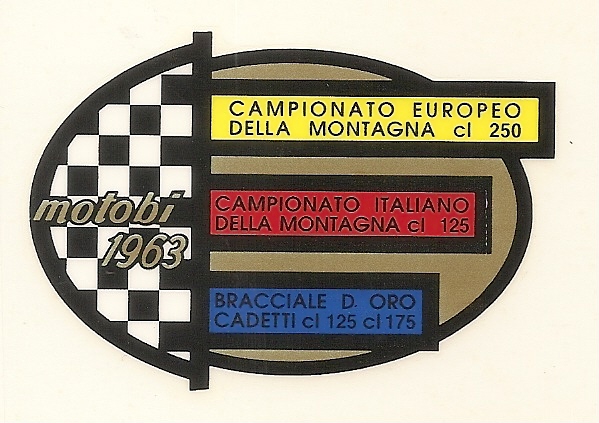 CAMPIONATO EUROPEO
DELLA MONTAGNA cl 250
CAMPIONATO ITALIANO
DELLA MONTAGNA cl 125
motobi
1963
BRACCIALE D. ORO
CADETTI cl 125 cl 175